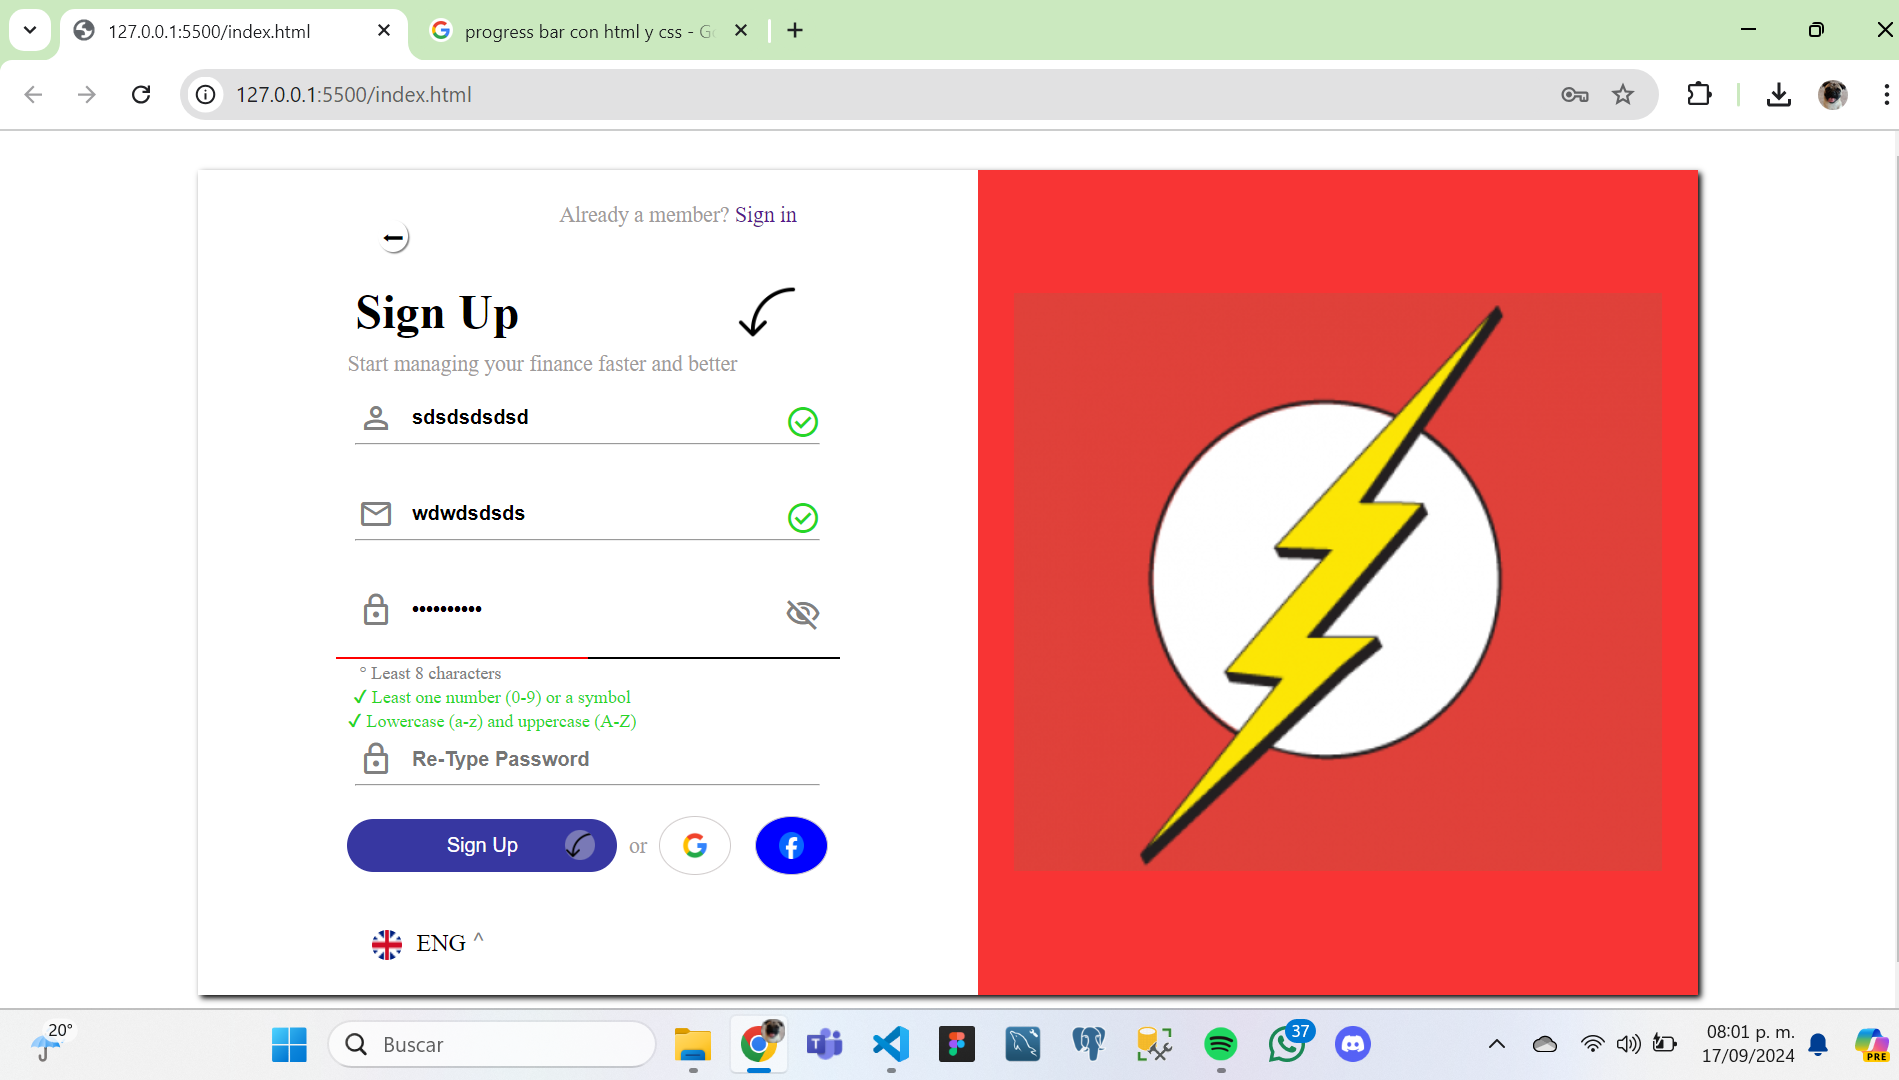 127.0.0.1:5500/index.html
progress bar con html y css - G
127.0.0.1:5500/index.html
Already a member? Sign in
Sign Up
Start managing your finance faster and better
sdsdsdsdsd
wdwdsdsds
••••••••••
° Least 8 characters
✓ Least one number (0-9) or a symbol
✓ Lowercase (a-z) and uppercase (A-Z)
Re-Type Password
Sign Up
or
ENG ^
20°
Buscar
37
08:01 p. m.
17/09/2024
PRE